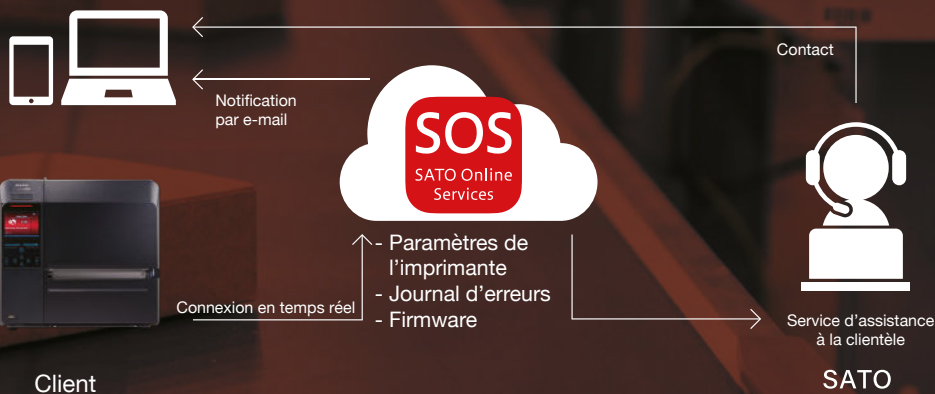 Contact
Notification
par e-mail
SOS
SATO Online
Services
- Paramètres de
l'imprimante
- Journal d'erreurs
- Firmware
Connexion en temps réel
Service d'assistance
à la clientèle
Client
SATO